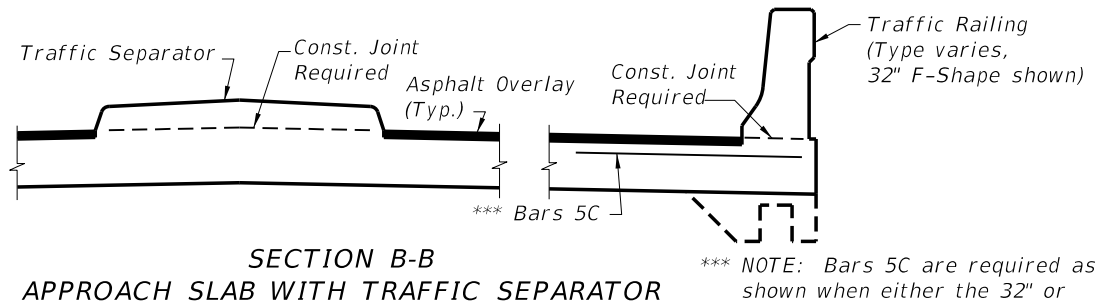 Traffic Separator
Const. Joint
Required
Asphalt Overlay
(Typ.)
Const. Joint
Required
Traffic Railing
(Type varies,
32" F-Shape shown)
*** Bars 5C
SECTION B-B
APPROACH SLAB WITH TRAFFIC SEPARATOR
*** NOTE: Bars 5C are required as
shown when either the 32" or